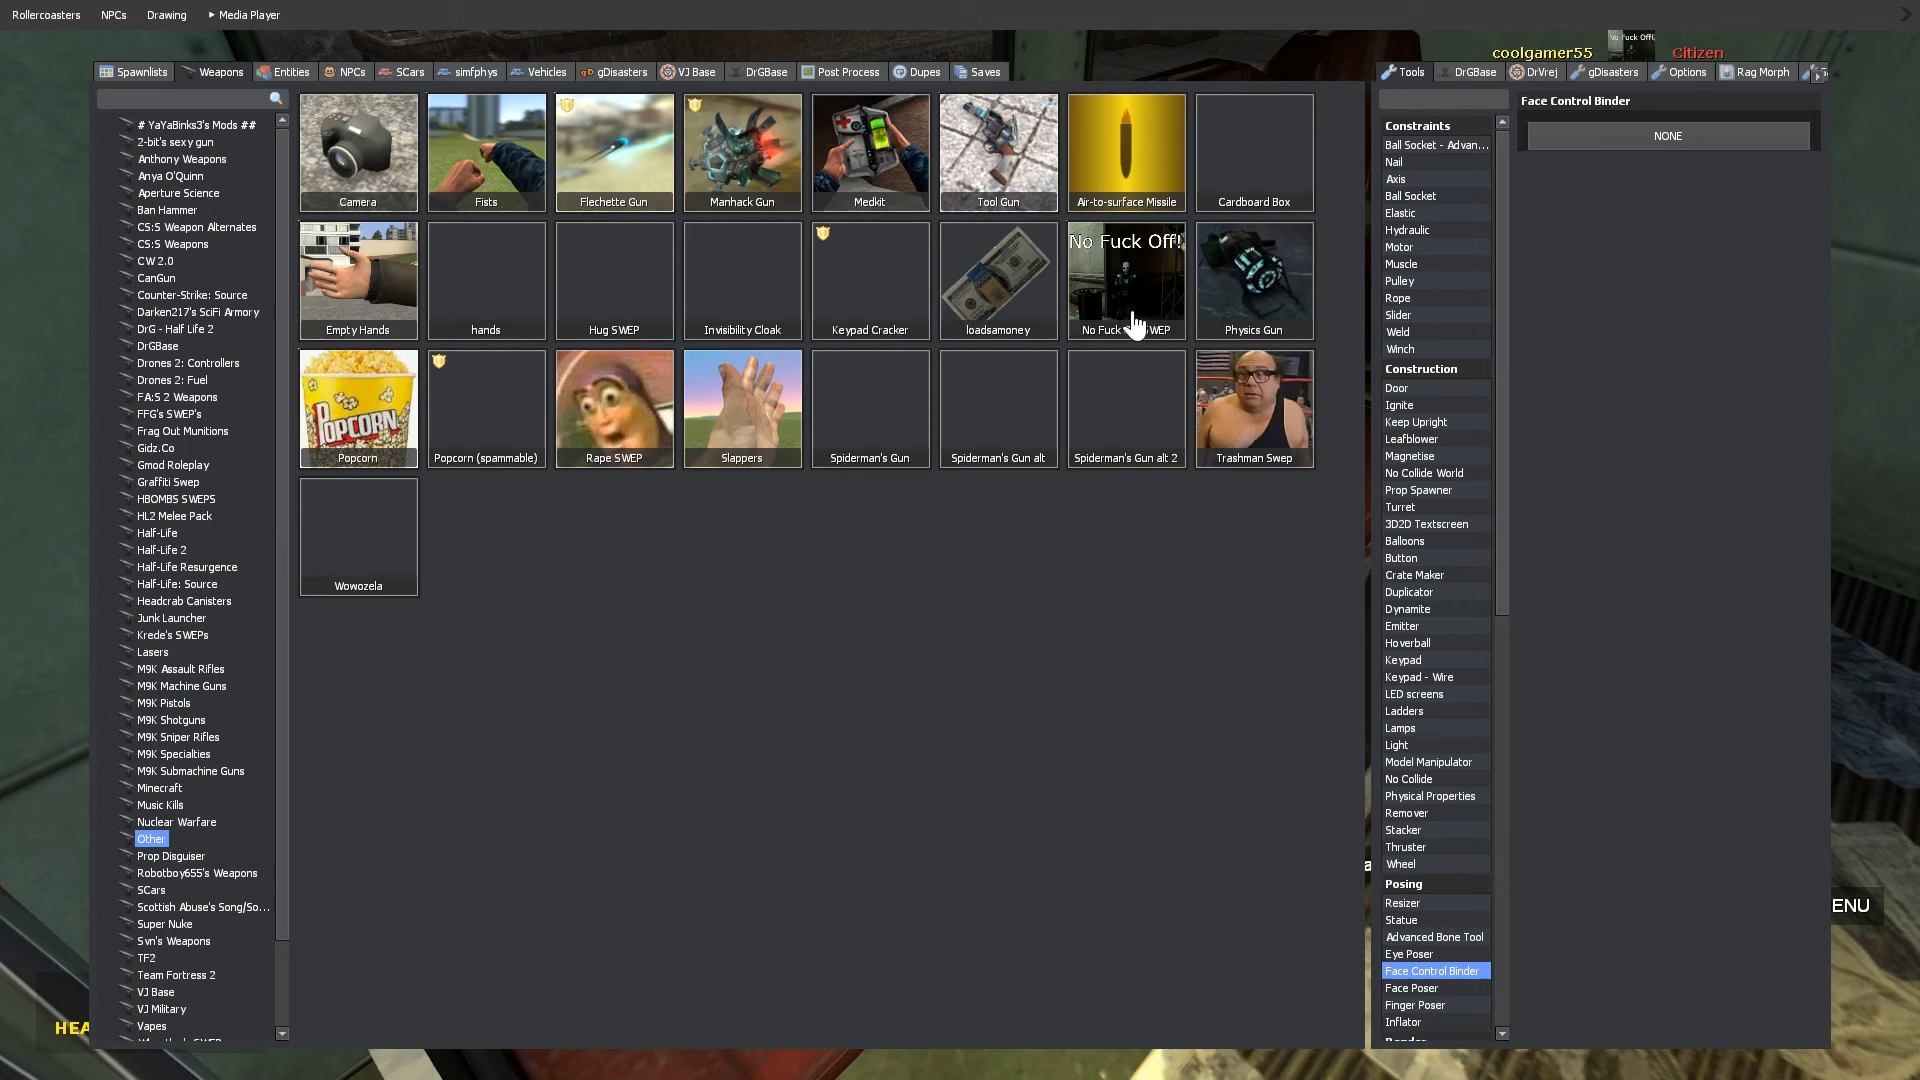 Rollercoasters NPCs Drawing ▸ Media Player
coolgamer55 No Fuck Off! Citizen
Spawnlists Weapons Entities NPCs SCars simfphys Vehicles gDisasters VJ Base DrGBase Post Process Dupes Saves
# YaYaBinks3's Mods ##
2-bit's sexy gun
Anthony Weapons
Anya O'Quinn
Aperture Science
Ban Hammer
CS:S Weapon Alternates
CS:S Weapons
CW 2.0
CanGun
Counter-Strike: Source
Darken217's SciFi Armory
DrG - Half Life 2
DrGBase
Drones 2: Controllers
Drones 2: Fuel
FA:S 2 Weapons
FFG's SWEP's
Frag Out Munitions
Gidz.Co
Gmod Roleplay
Graffiti Swep
HBOMBS SWEPS
HL2 Melee Pack
Half-Life
Half-Life 2
Half-Life Resurgence
Half-Life: Source
Headcrab Canisters
Junk Launcher
Krede's SWEPs
Lasers
M9K Assault Rifles
M9K Machine Guns
M9K Pistols
M9K Shotguns
M9K Sniper Rifles
M9K Specialties
M9K Submachine Guns
Minecraft
Music Kills
Nuclear Warfare
Other
Prop Disguiser
Robotboy655's Weapons
SCars
Scottish Abuse's Song/So...
Super Nuke
Svn's Weapons
TF2
Team Fortress 2
VJ Base
VJ Military
Vapes
Camera Fists Flechette Gun Manhack Gun Medkit Tool Gun Air-to-surface Missile Cardboard Box
No Fuck Off!
Empty Hands hands Hug SWEP Invisibility Cloak Keypad Cracker loadsamoney No Fuck SWEP Physics Gun
POPCORN
Popcorn Popcorn (spammable) Rape SWEP Slappers Spiderman's Gun Spiderman's Gun alt Spiderman's Gun alt 2 Trashman Swep
Wowozela
Tools DrGBase DrVrej gDisasters Options Rag Morph
Constraints
Ball Socket - Advan...
Nail
Axis
Ball Socket
Elastic
Hydraulic
Motor
Muscle
Pulley
Rope
Slider
Weld
Winch
Construction
Door
Ignite
Keep Upright
Leafblower
Magnetise
No Collide World
Prop Spawner
Turret
3D2D Textscreen
Balloons
Button
Crate Maker
Duplicator
Dynamite
Emitter
Hoverball
Keypad
Keypad - Wire
LED screens
Ladders
Lamps
Light
Model Manipulator
No Collide
Physical Properties
Remover
Stacker
Thruster
Wheel
Posing
Resizer
Statue
Advanced Bone Tool
Eye Poser
Face Control Binder
Face Poser
Finger Poser
Inflator
Face Control Binder
NONE
ENU
HEA